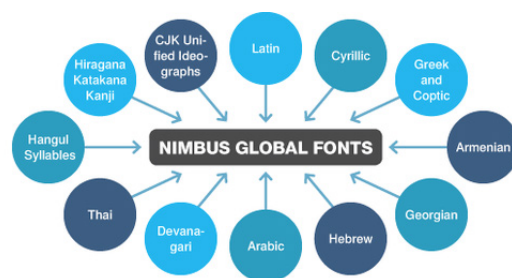 CJK Uni-
fied Ideo-
graphs
Latin
Cyrillic
Hiragana
Katakana
Kanji
Greek
and
Coptic
Hangul
Syllables
NIMBUS GLOBAL FONTS
Armenian
Thai
Georgian
Devana-
gari
Arabic
Hebrew